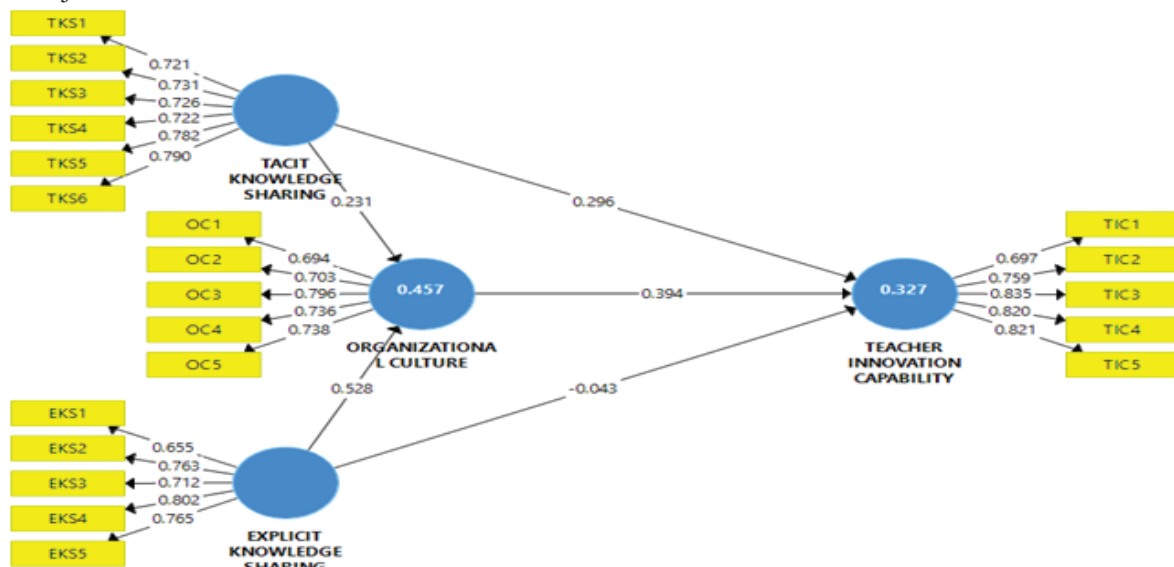 TKS1
TKS2
TKS3
TKS4
TKS5
TKS6
0.721
0.731
0.726
0.722
0.782
0.790
TACIT
KNOWLEDGE
SHARING
0.231
0.296
OC1
OC2
OC3
OC4
OC5
0.694
0.703
0.796
0.736
0.738
0.457
ORGANIZATIONA
L CULTURE
0.394
0.327
TEACHER
INNOVATION
CAPABILITY
0.697
0.759
0.835
0.820
0.821
TIC1
TIC2
TIC3
TIC4
TIC5
0.528
-0.043
EKS1
EKS2
EKS3
EKS4
EKS5
0.655
0.763
0.712
0.802
0.765
EXPLICIT
KNOWLEDGE
SHARING